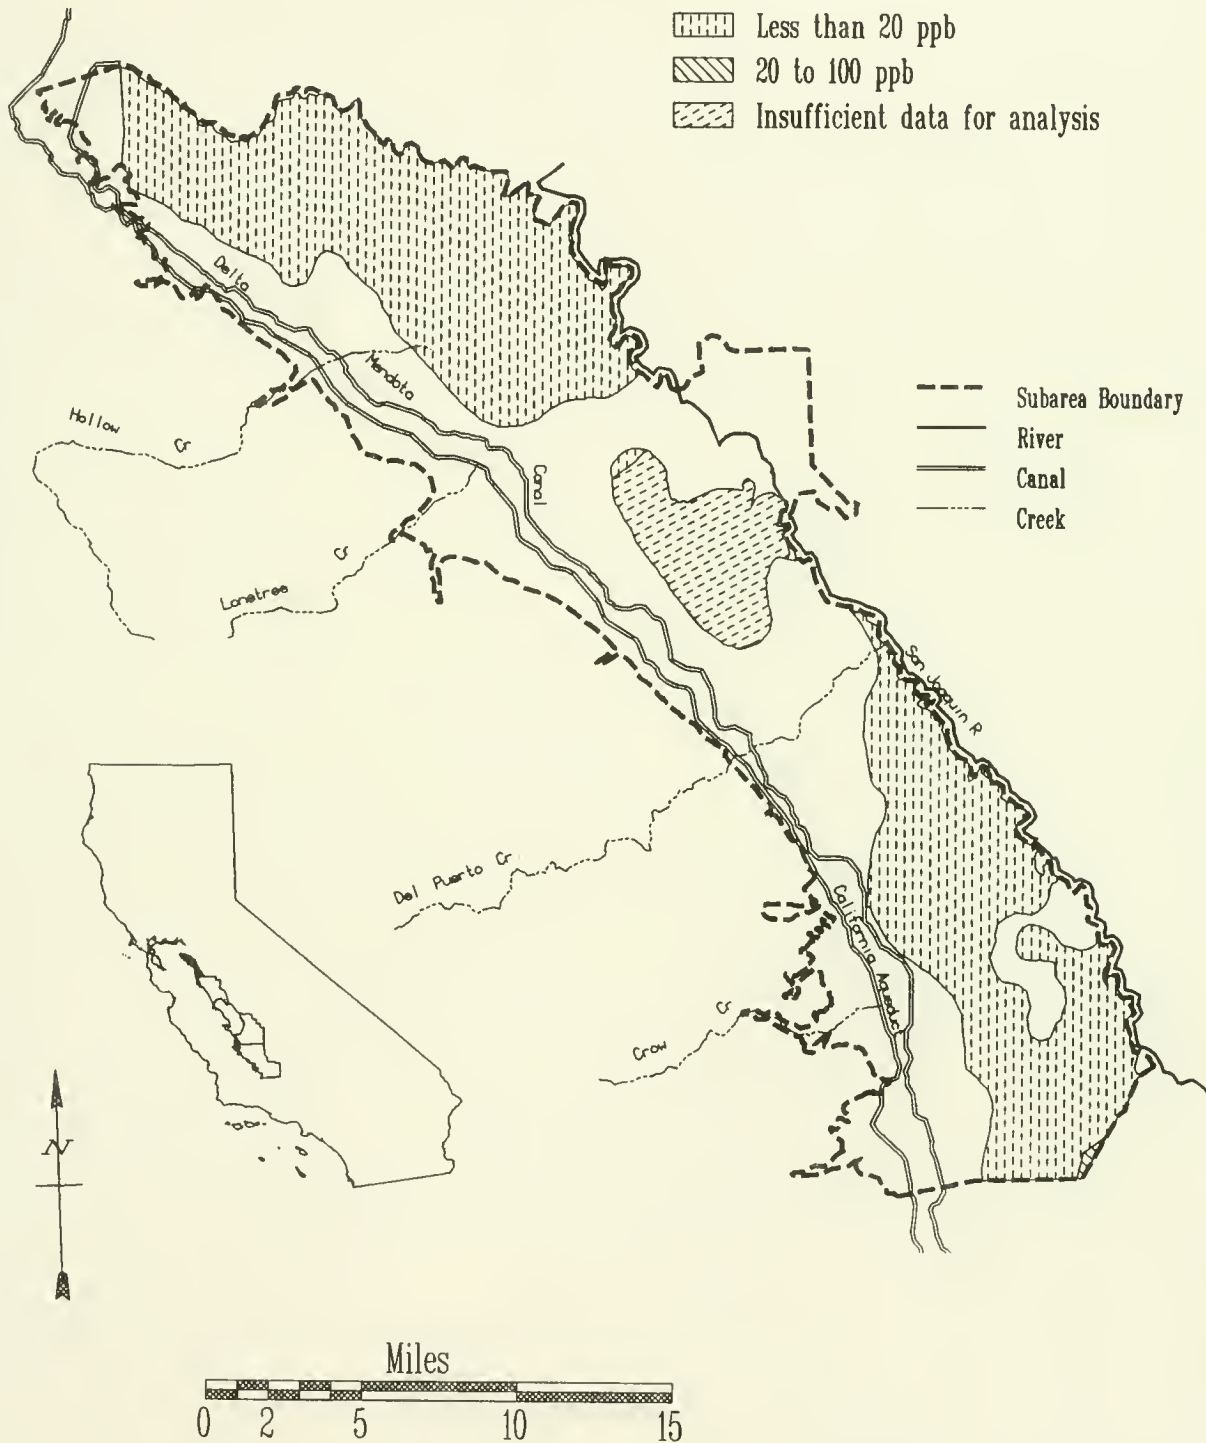 Less than 20 ppb
20 to 100 ppb
Insufficient data for analysis
Delta
Mendota
Canal
Subarea Boundary
River
Canal
Creek
Hollow Cr
Lonetree Cr
San Joaquin R
Del Puerto Cr
California Aqueduct
Crow Cr
N
Miles
0 2 5 10 15